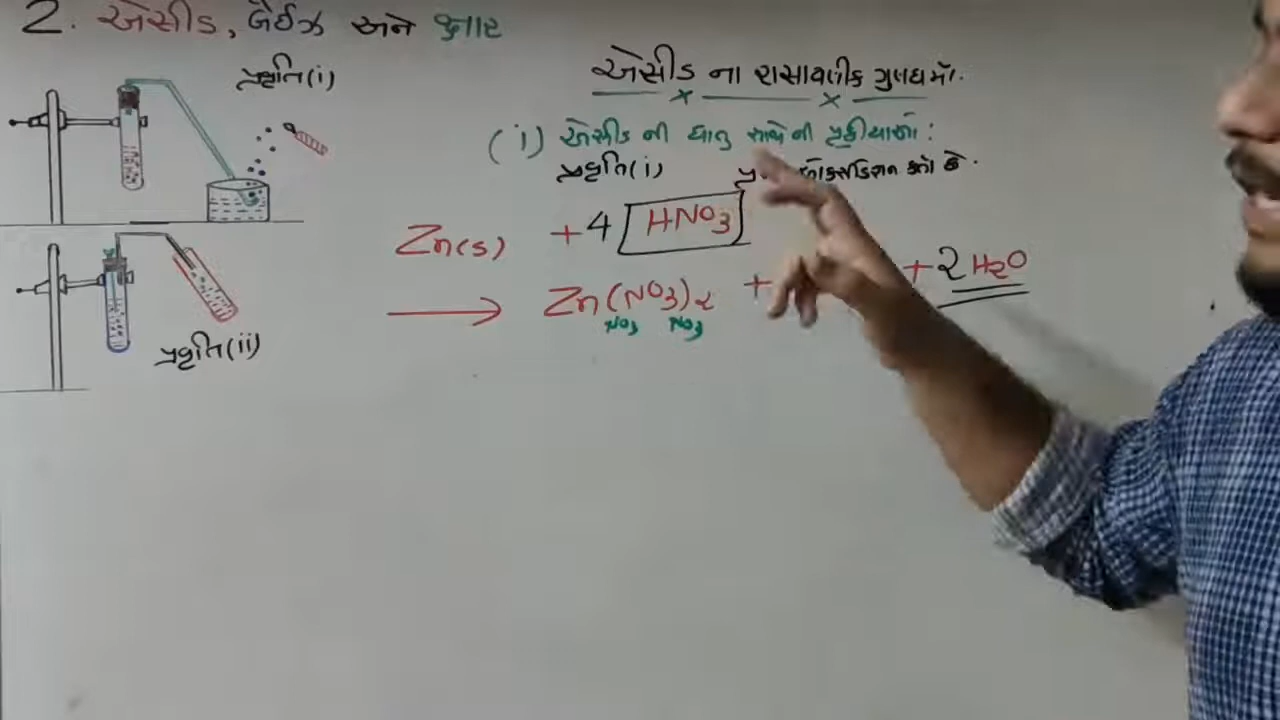 2. એસીડ, બેઈઝ અને ક્ષાર
પ્રવૃતિ(i)
એસીડ ના રાસાયણીક ગુણધર્મો.
(i) એસીડ ની ધાતુ સાથે ની પ્રક્રીયાઓ :
પ્રવૃતિ(i)
Zn(s) + 4 HNO3
⟶ Zn(NO3)2 + + 2 H2O
NO3 NO3
પ્રવૃતિ(ii)